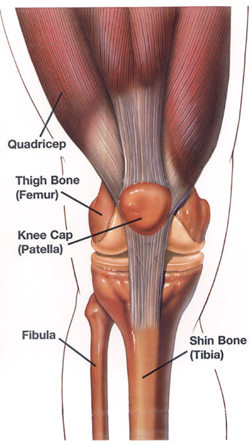 Quadricep
Thigh Bone
(Femur)
Knee Cap
(Patella)
Fibula
Shin Bone
(Tibia)